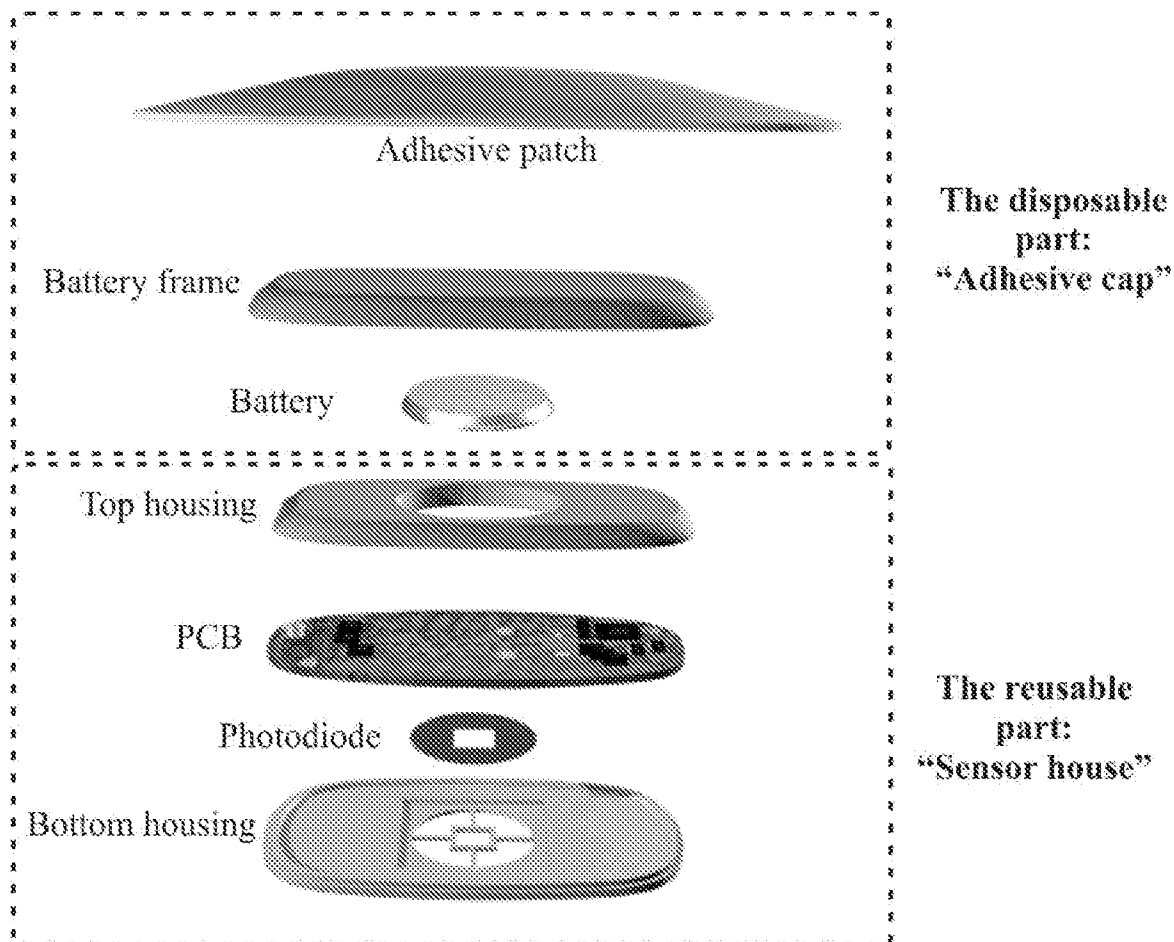 Adhesive patch
The disposable
part:
“Adhesive cap”
Battery frame
Battery
Top housing
PCB
The reusable
part:
“Sensor house”
Photodiode
Bottom housing